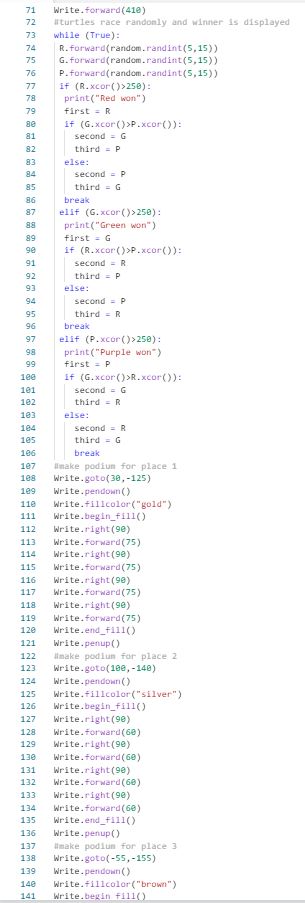 71 Write.forward(410)
72 #turtles race randomly and winner is displayed
73 while (True):
74 R.forward(random.randint(5,15))
75 G.forward(random.randint(5,15))
76 P.forward(random.randint(5,15))
77 if (R.xcor()>250):
78 print("Red won")
79 first = R
80 if (G.xcor()>P.xcor()):
81 second = G
82 third = P
83 else:
84 second = P
85 third = G
86 break
87 elif (G.xcor()>250):
88 print("Green won")
89 first = G
90 if (R.xcor()>P.xcor()):
91 second = R
92 third = P
93 else:
94 second = P
95 third = R
96 break
97 elif (P.xcor()>250):
98 print("Purple won")
99 first = P
100 if (G.xcor()>R.xcor()):
101 second = G
102 third = R
103 else:
104 second = R
105 third = G
106 break
107 #make podium for place 1
108 Write.goto(30,-125)
109 Write.pendown()
110 Write.fillcolor("gold")
111 Write.begin_fill()
112 Write.right(90)
113 Write.forward(75)
114 Write.right(90)
115 Write.forward(75)
116 Write.right(90)
117 Write.forward(75)
118 Write.right(90)
119 Write.forward(75)
120 Write.end_fill()
121 Write.penup()
122 #make podium for place 2
123 Write.goto(100,-140)
124 Write.pendown()
125 Write.fillcolor("silver")
126 Write.begin_fill()
127 Write.right(90)
128 Write.forward(60)
129 Write.right(90)
130 Write.forward(60)
131 Write.right(90)
132 Write.forward(60)
133 Write.right(90)
134 Write.forward(60)
135 Write.end_fill()
136 Write.penup()
137 #make podium for place 3
138 Write.goto(-55,-155)
139 Write.pendown()
140 Write.fillcolor("brown")
141 Write.begin_fill()